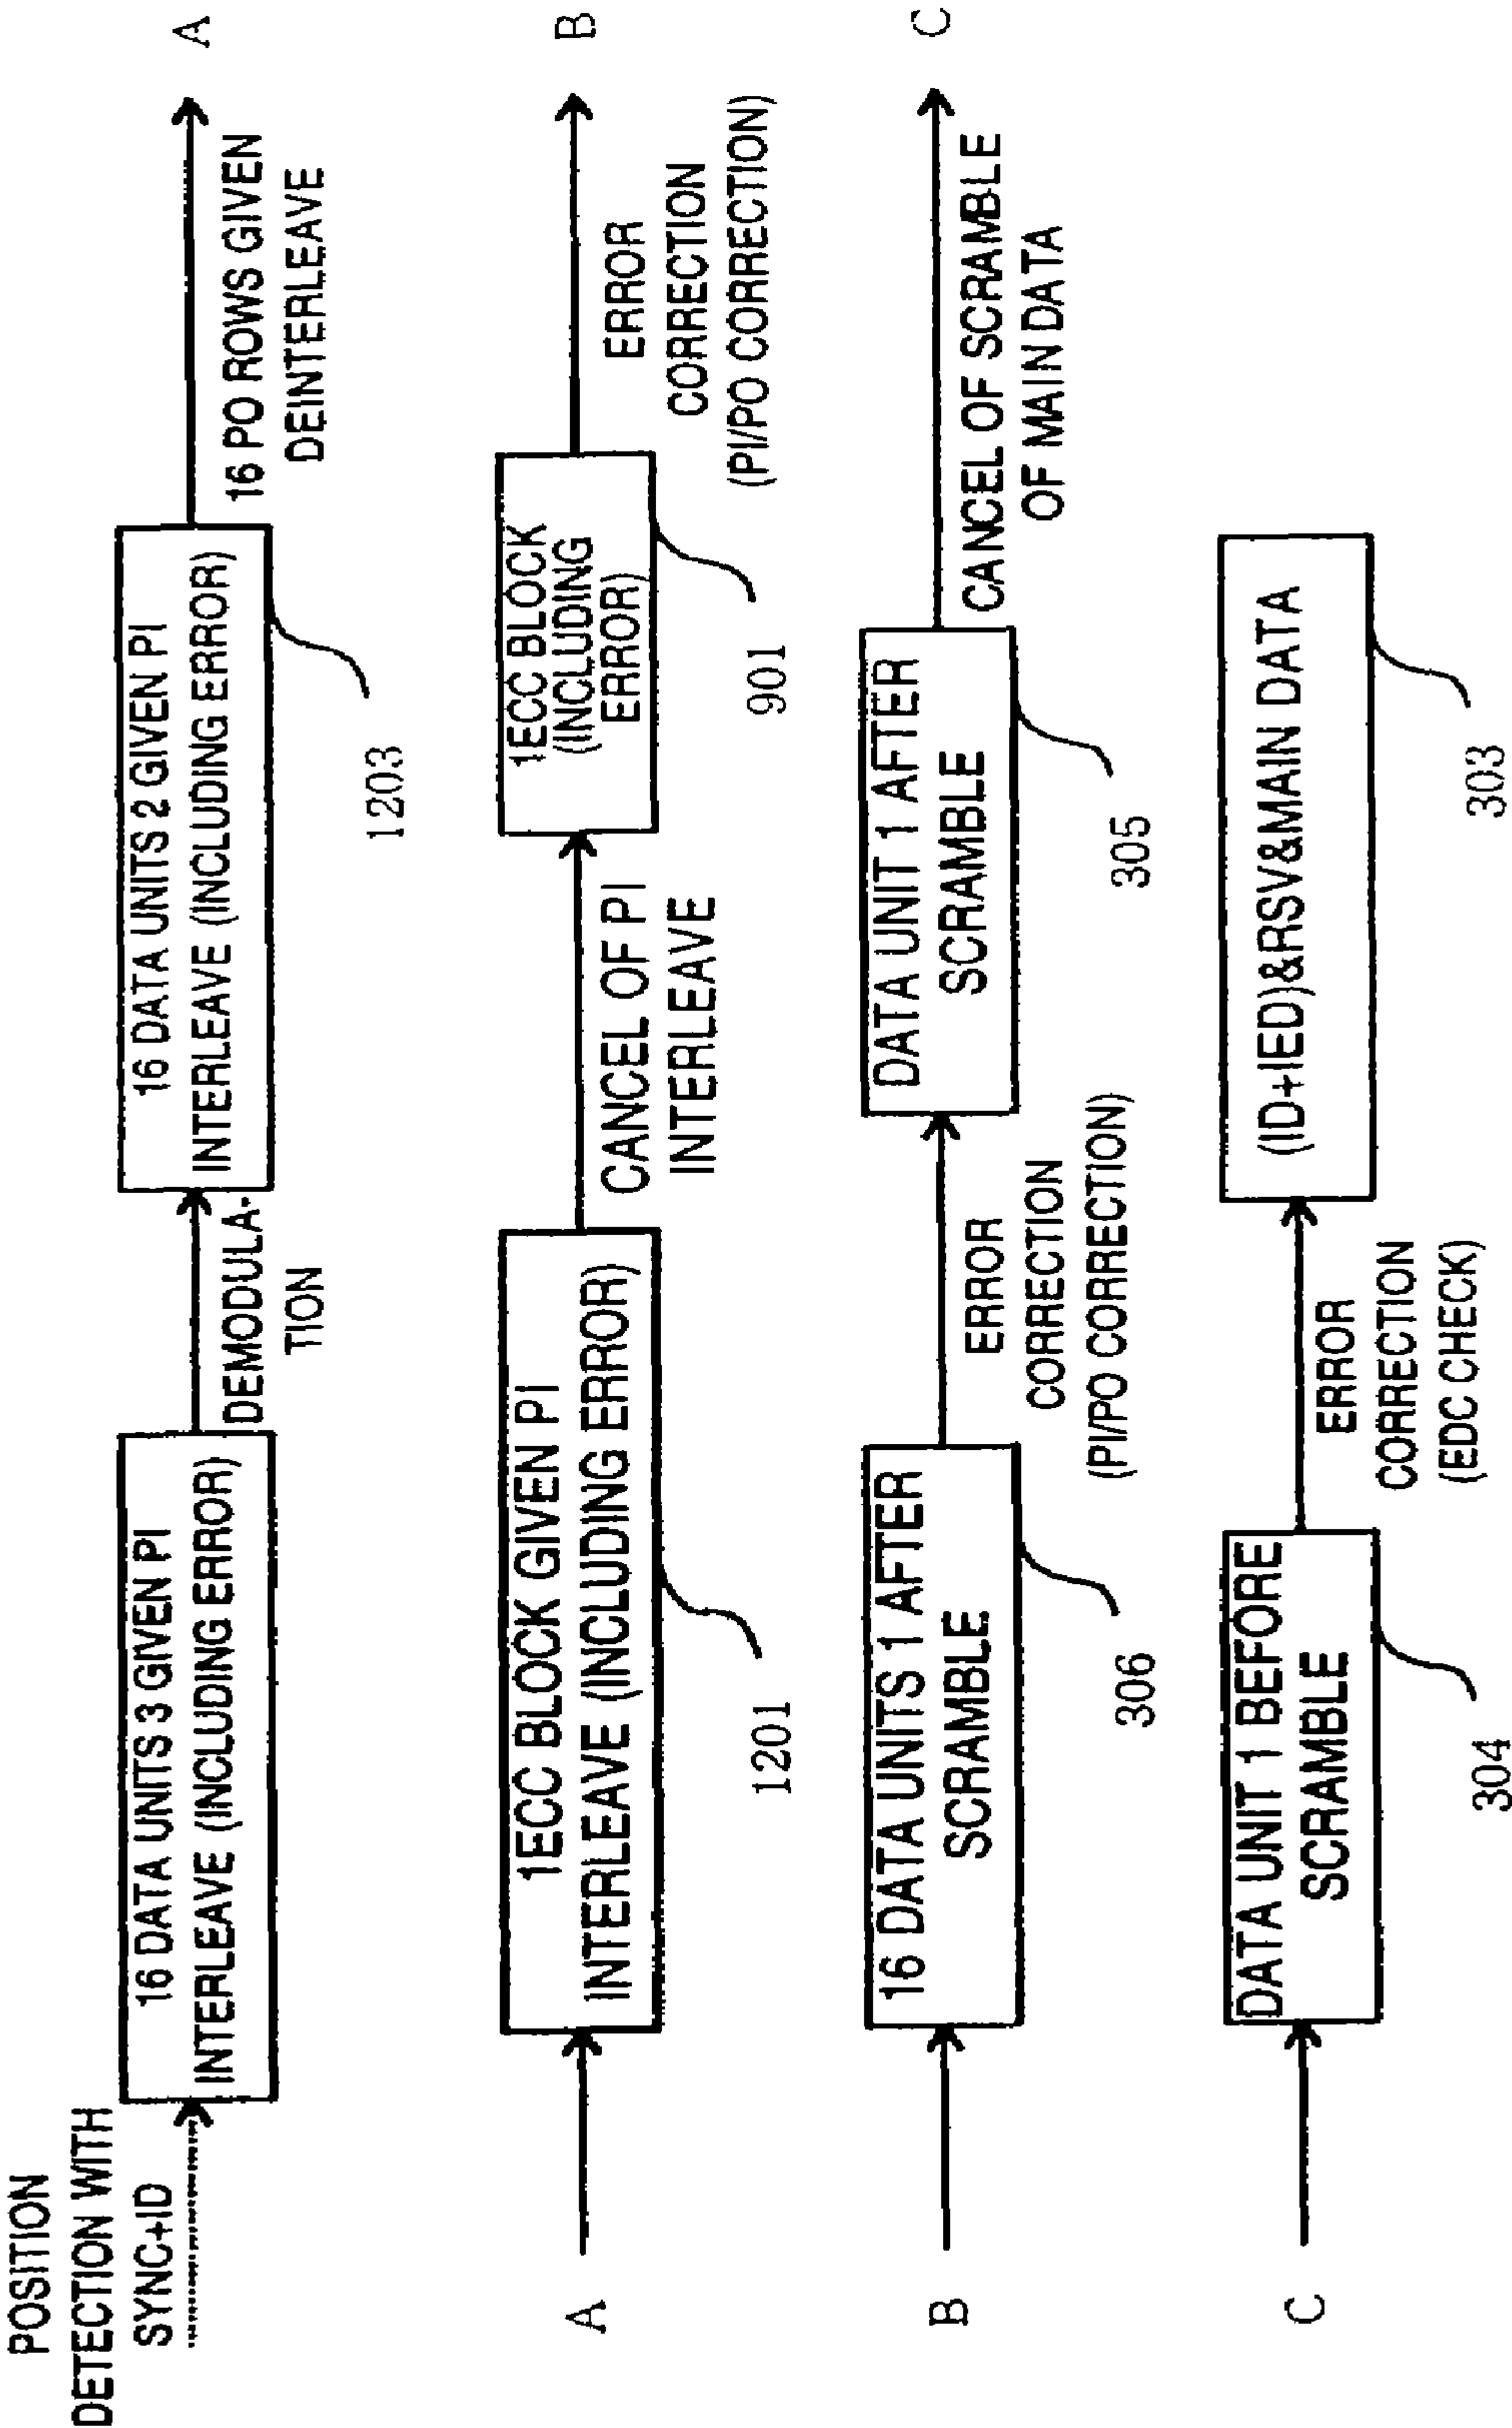 POSITION
DETECTION WITH
SYNC+ID
16 DATA UNITS 3 GIVEN PI
INTERLEAVE (INCLUDING ERROR)
DEMODULA-
TION
16 DATA UNITS 2 GIVEN PI
INTERLEAVE (INCLUDING ERROR)
1203
16 PO ROWS GIVEN
DEINTERLEAVE
A
A
1ECC BLOCK GIVEN PI
INTERLEAVE (INCLUDING ERROR)
1201
CANCEL OF PI
INTERLEAVE
1ECC BLOCK
(INCLUDING
ERROR)
901
ERROR
CORRECTION
(PI/PO CORRECTION)
B
B
16 DATA UNITS 1 AFTER
SCRAMBLE
306
ERROR
CORRECTION
(PI/PO CORRECTION)
DATA UNIT 1 AFTER
SCRAMBLE
305
CANCEL OF SCRAMBLE
OF MAIN DATA
C
C
DATA UNIT 1 BEFORE
SCRAMBLE
304
ERROR
CORRECTION
(EDC CHECK)
(ID+IED)&RSV&MAIN DATA
303